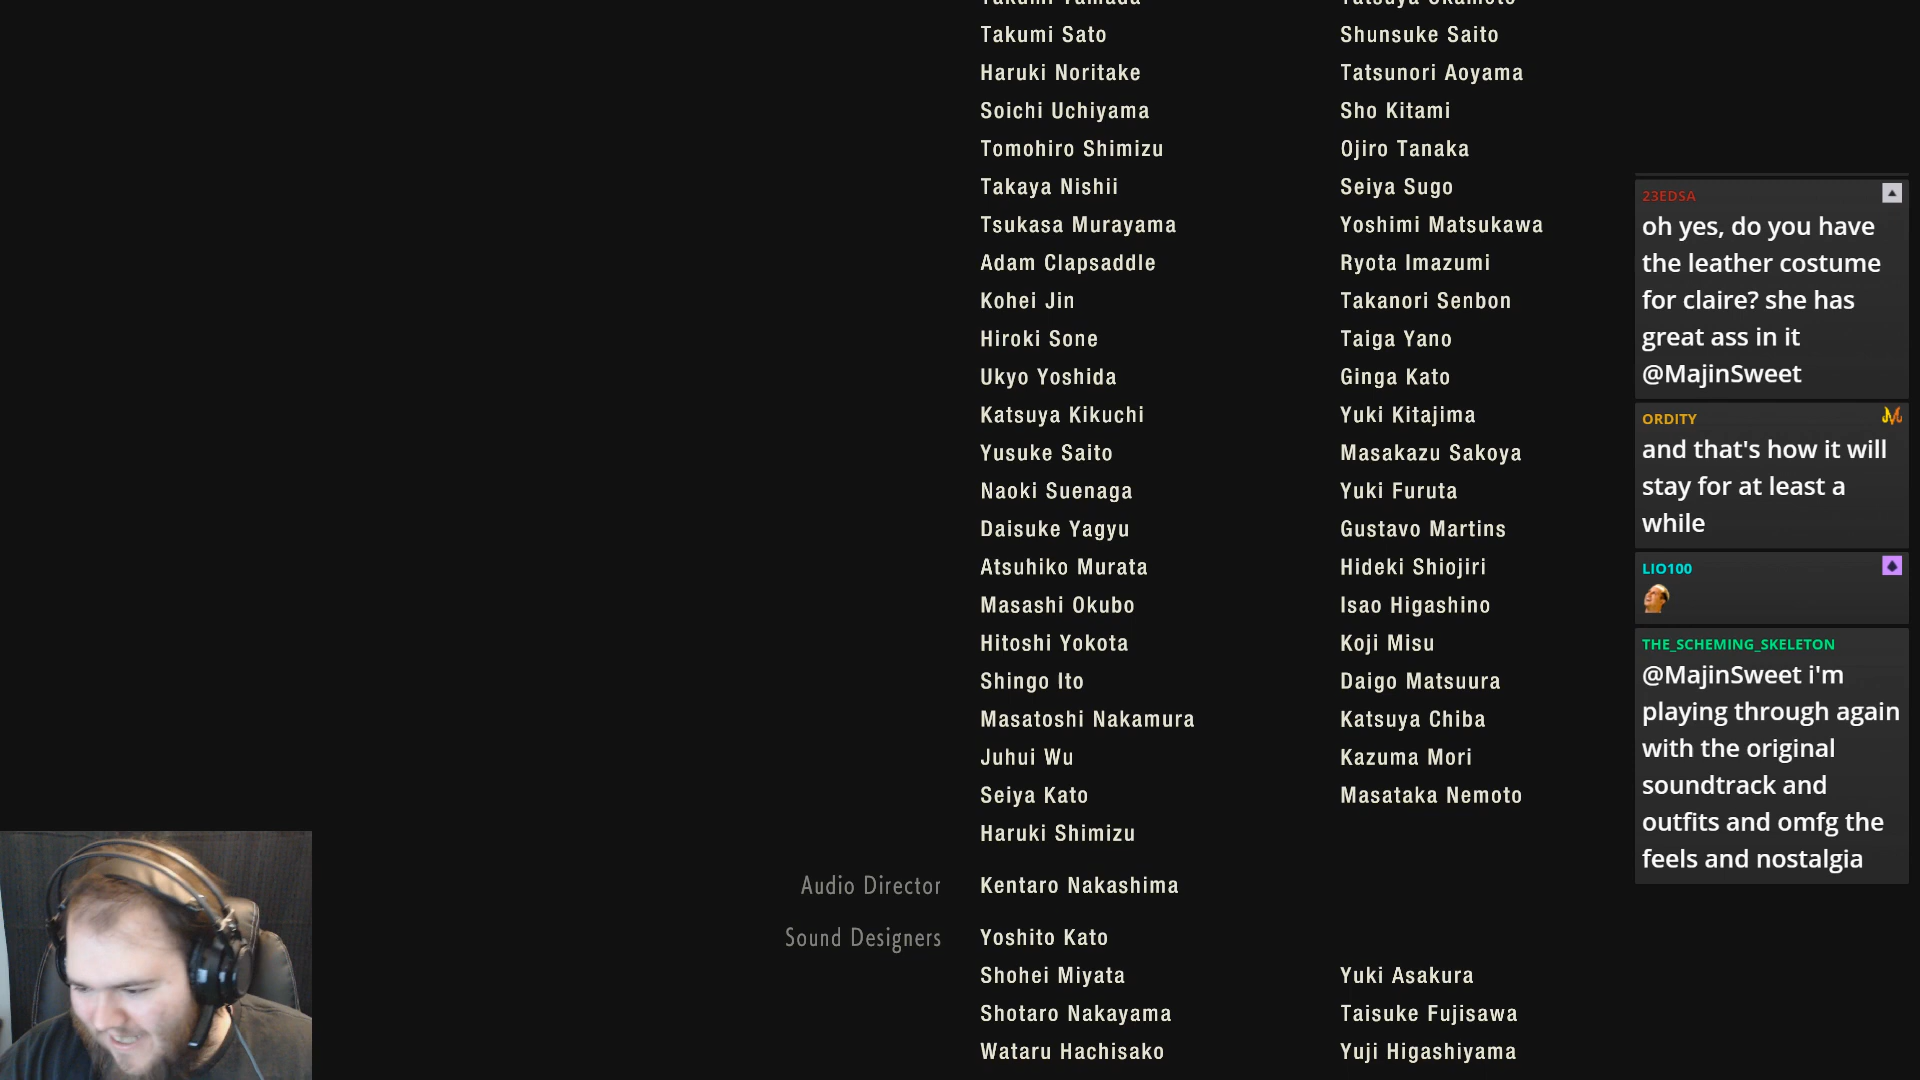 Takumi Yamada
Tatsuya Okamoto
Takumi Sato
Shunsuke Saito
Haruki Noritake
Tatsunori Aoyama
Soichi Uchiyama
Sho Kitami
Tomohiro Shimizu
Ojiro Tanaka
Takaya Nishii
Seiya Sugo
Tsukasa Murayama
Yoshimi Matsukawa
Adam Clapsaddle
Ryota Imazumi
Kohei Jin
Takanori Senbon
Hiroki Sone
Taiga Yano
Ukyo Yoshida
Ginga Kato
Katsuya Kikuchi
Yuki Kitajima
Yusuke Saito
Masakazu Sakoya
Naoki Suenaga
Yuki Furuta
Daisuke Yagyu
Gustavo Martins
Atsuhiko Murata
Hideki Shiojiri
Masashi Okubo
Isao Higashino
Hitoshi Yokota
Koji Misu
Shingo Ito
Daigo Matsuura
Masatoshi Nakamura
Katsuya Chiba
Juhui Wu
Kazuma Mori
Seiya Kato
Masataka Nemoto
Haruki Shimizu
Audio Director
Kentaro Nakashima
Sound Designers
Yoshito Kato
Shohei Miyata
Yuki Asakura
Shotaro Nakayama
Taisuke Fujisawa
Wataru Hachisako
Yuji Higashiyama
23EDSA
oh yes, do you have
the leather costume
for claire? she has
great ass in it
@MajinSweet
ORDITY
and that's how it will
stay for at least a
while
LIO100
THE_SCHEMING_SKELETON
@MajinSweet i'm
playing through again
with the original
soundtrack and
outfits and omfg the
feels and nostalgia